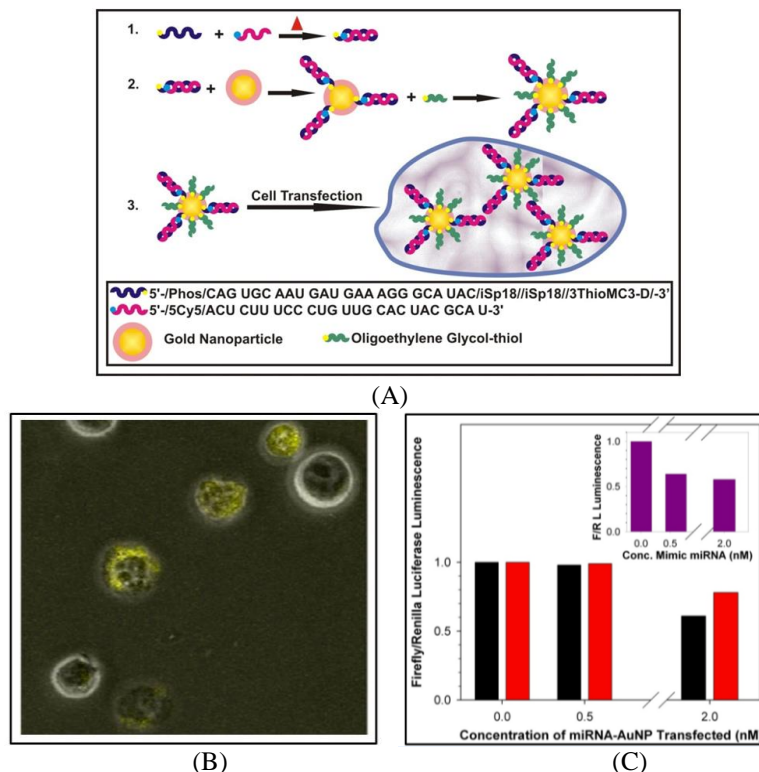 1.
+
2.
+
+
3.
Cell Transfection
5'-/Phos/CAG UGC AAU GAU GAA AGG GCA UAC/iSp18//iSp18//3ThioMC3-D/-3'
5'-/5Cy5/ACU CUU UCC CUG UUG CAC UAC GCA U-3'
Gold Nanoparticle
Oligoethylene Glycol-thiol
(A)
(B)
F/R L Luminescence
1.0
0.5
0.0
0.0 0.5 2.0
Conc. Mimic miRNA (nM)
Firefly/Renilla Luciferase Luminescence
1.0
0.5
0.0
0.0 0.5 2.0
Concentration of miRNA-AuNP Transfected (nM)
(C)